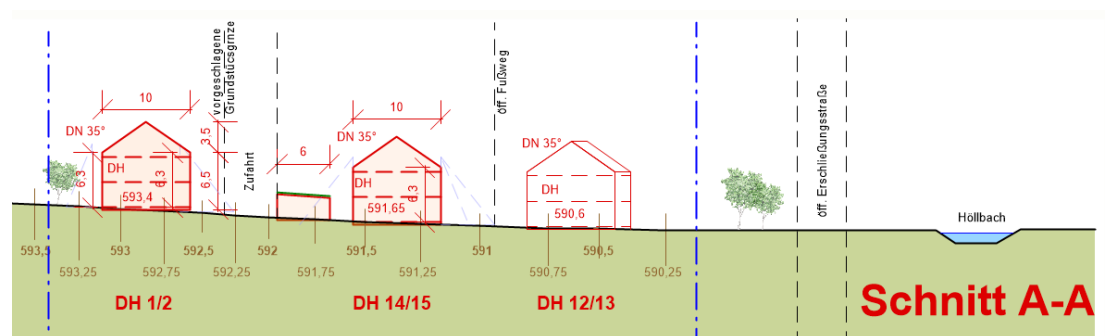 vorgeschlagene
Grundstücsgrnze
öff. Fußweg
öff. Erschließungsstraße
Zufahrt
10
10
DN 35°
DN 35°
DN 35°
3,5
6
DH
DH
DH
6,3
6,3
6,5
6,3
593,4
591,65
590,6
Höllbach
593,5
593
592,5
592
591,5
591
590,5
593,25
592,75
592,25
591,75
591,25
590,75
590,25
DH 1/2
DH 14/15
DH 12/13
Schnitt A-A